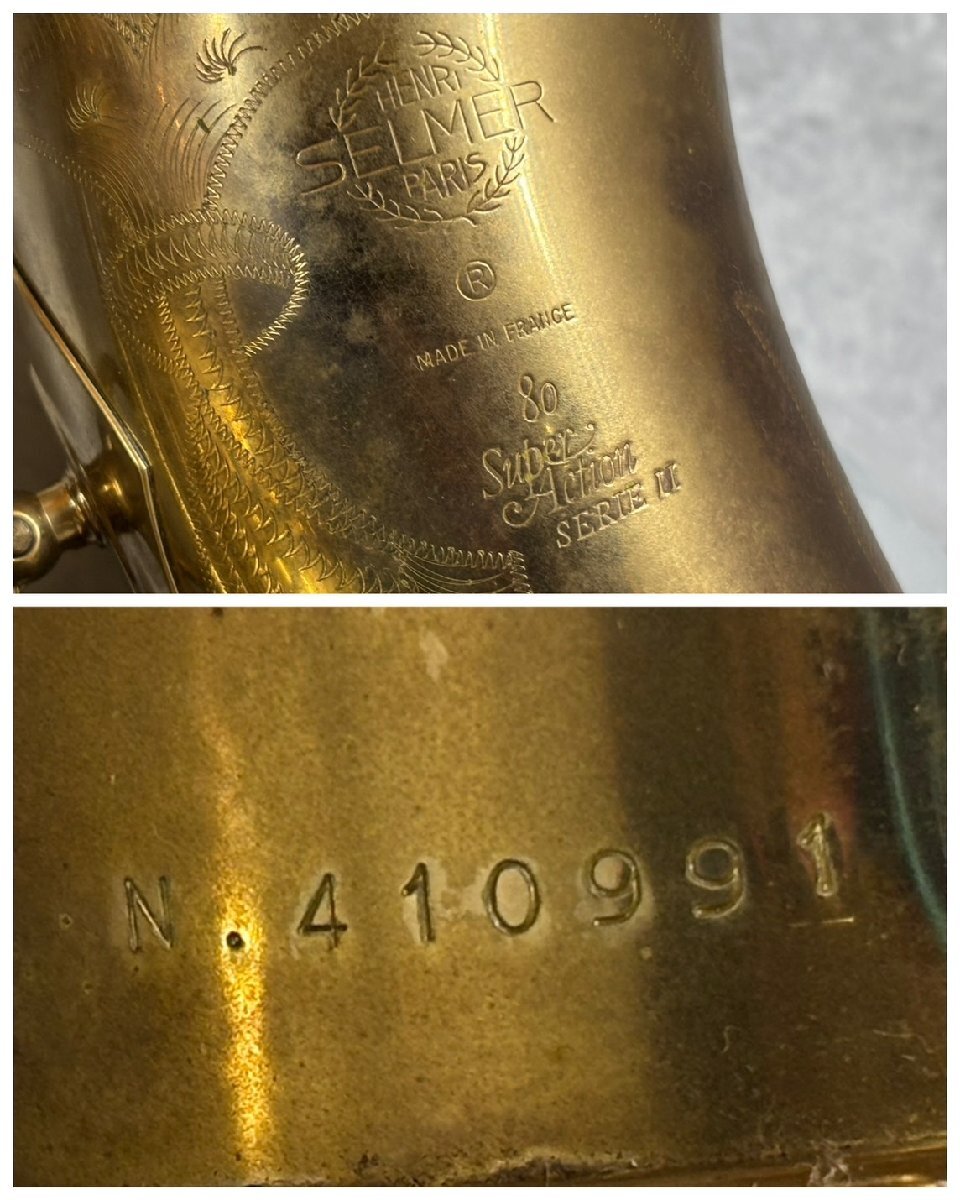 HENRI
SELMER
PARIS
®
MADE IN FRANCE
80
Super
Action
SERIE II
N.410991